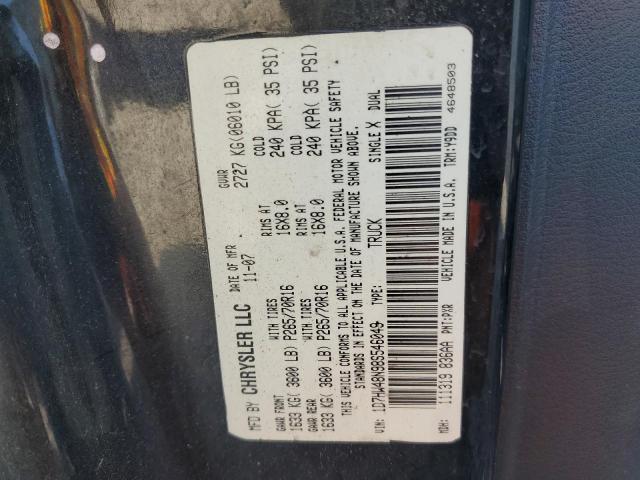 MFD BY CHRYSLER LLC DATE OF MFR 11-07 GVWR 2727 KG(06010 LB)
GAWR FRONT WITH TIRES RIMS AT COLD
1633 KG( 3600 LB) P265/70R16 16X8.0 240 KPA( 35 PSI)
GAWR REAR WITH TIRES RIMS AT COLD
1633 KG( 3600 LB) P265/70R16 16X8.0 240 KPA( 35 PSI)
THIS VEHICLE CONFORMS TO ALL APPLICABLE U.S.A. FEDERAL MOTOR VEHICLE SAFETY
STANDARDS IN EFFECT ON THE DATE OF MANUFACTURE SHOWN ABOVE.
VIN: 1D7HW48N98S546049 TYPE: TRUCK SINGLE X DUAL
MDH: 111319 836AA PNT:PXR VEHICLE MADE IN U.S.A. TRM:Y9DD
4648503